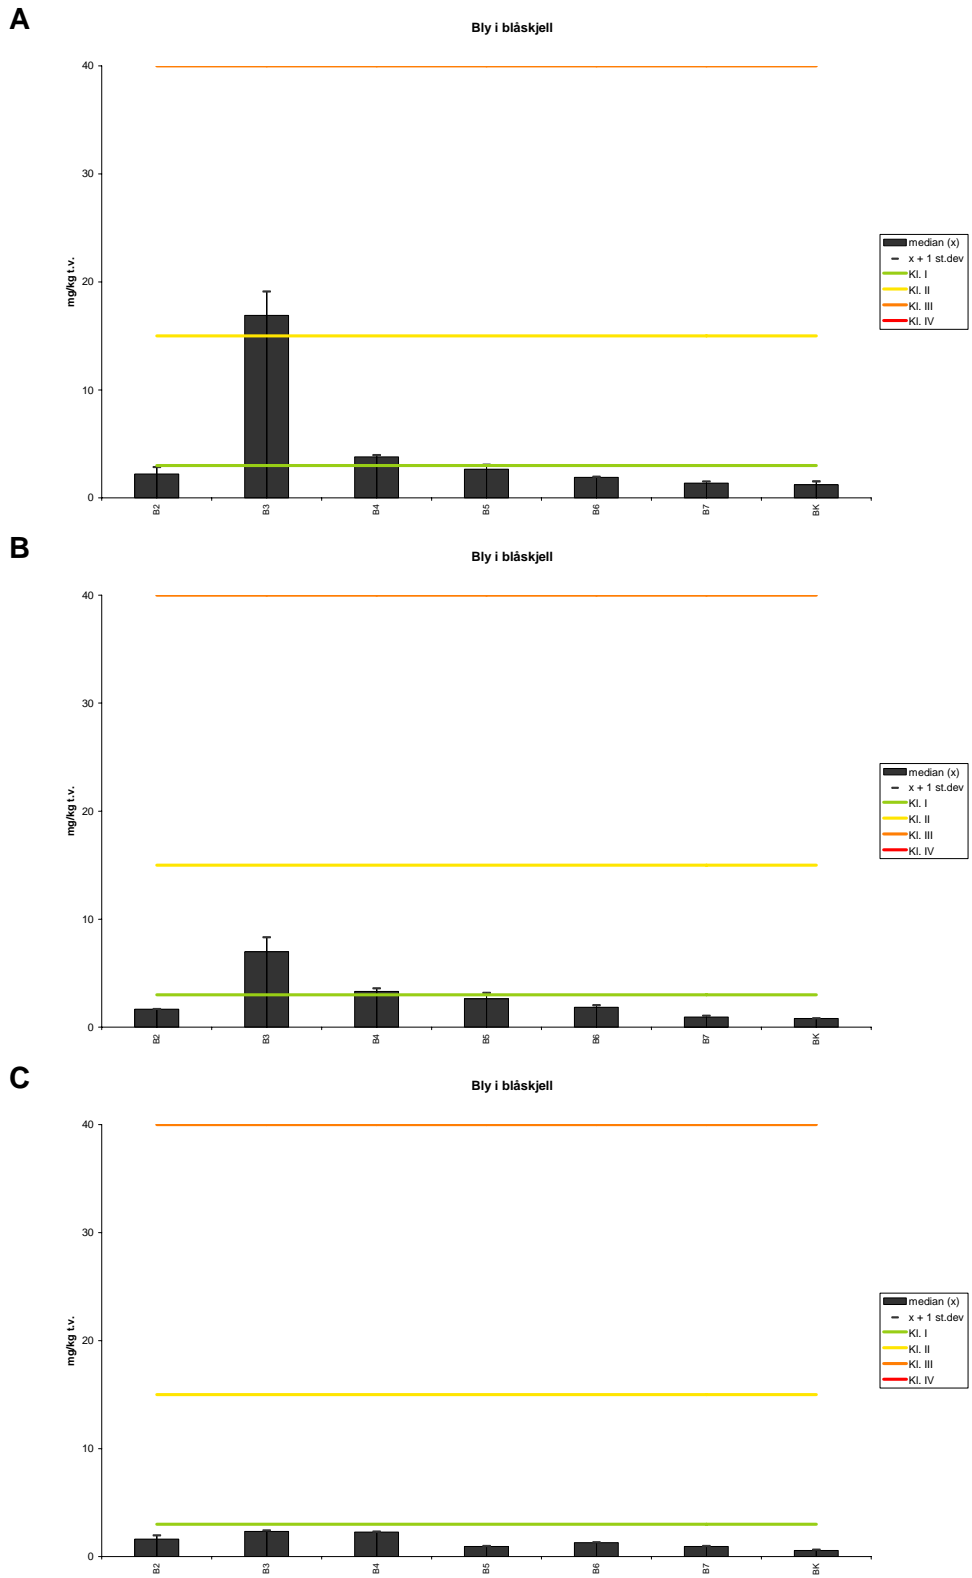 A
Bly i blåskjell
40
30
20
10
0
mg/kg t.v.
B2
B3
B4
B5
B6
B7
BK
median (x)
x + 1 st.dev
Kl. I
Kl. II
Kl. III
Kl. IV
B
Bly i blåskjell
40
30
20
10
0
mg/kg t.v.
B2
B3
B4
B5
B6
B7
BK
median (x)
x + 1 st.dev
Kl. I
Kl. II
Kl. III
Kl. IV
C
Bly i blåskjell
40
30
20
10
0
mg/kg t.v.
B2
B3
B4
B5
B6
B7
BK
median (x)
x + 1 st.dev
Kl. I
Kl. II
Kl. III
Kl. IV